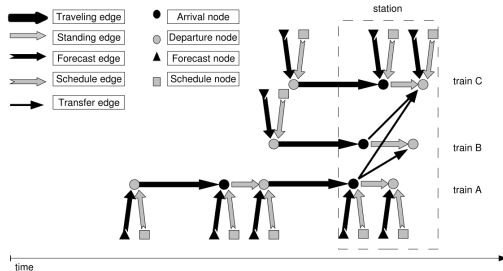 station
Traveling edge
Arrival node
Standing edge
Departure node
Forecast edge
Forecast node
Schedule edge
Schedule node
Transfer edge
train C
train B
train A
time